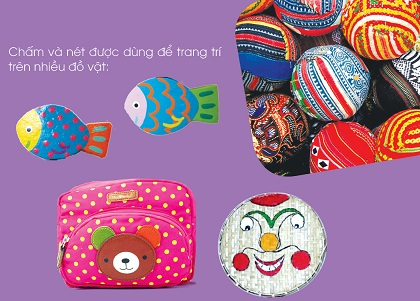 Chấm và nét được dùng để trang trí
trên nhiều đồ vật: